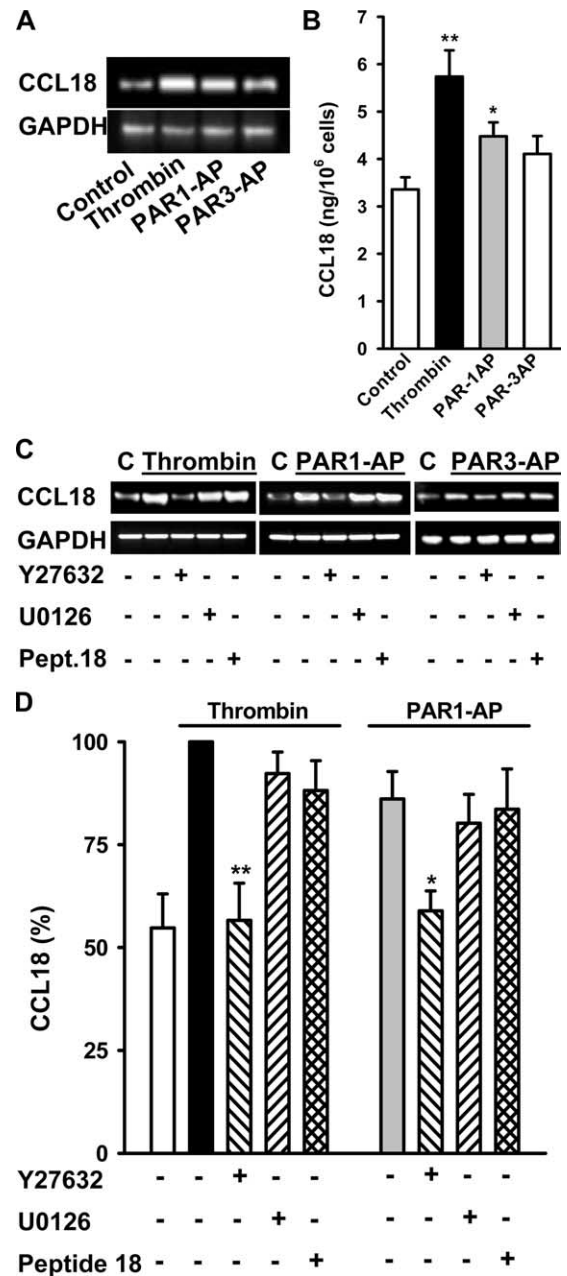 A
CCL18
GAPDH
Control
Thrombin
PAR1-AP
PAR3-AP
B
CCL18 (ng/10⁶ cells)
7
6
5
4
3
2
1
0
**
*
Control
Thrombin
PAR-1AP
PAR-3AP
C
C Thrombin C PAR1-AP C PAR3-AP
CCL18
GAPDH
Y27632 - - + - - - - + - - - - + - -
U0126 - - - + - - - - + - - - - + -
Pept.18 - - - - + - - - - + - - - - +
D
Thrombin PAR1-AP
CCL18 (%)
100
75
50
25
0
**
*
Y27632 - - + - - - + - -
U0126 - - - + - - - + -
Peptide 18 - - - - + - - - +